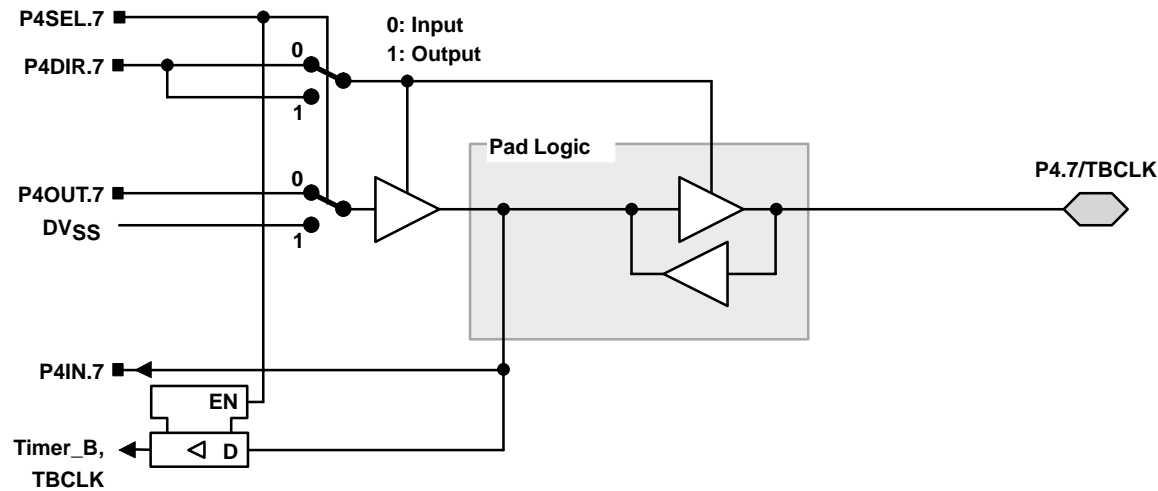 P4SEL.7
0: Input
1: Output
P4DIR.7
0
1
Pad Logic
P4.7/TBCLK
P4OUT.7
0
DVSS
1
P4IN.7
EN
D
Timer_B,
TBCLK